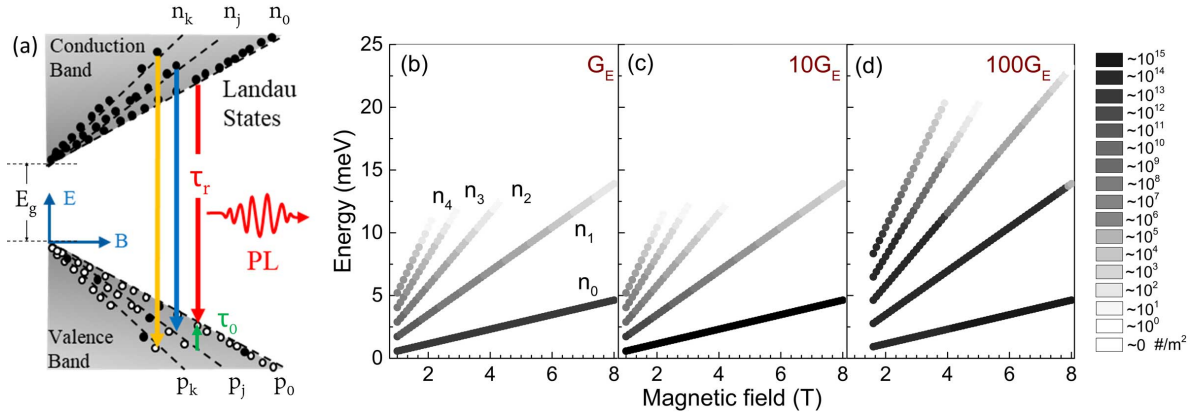 (a)
n_k n_j n_0
Conduction
Band
Landau
States
E_g
E
B
τ_r
PL
τ_0
Valence
Band
p_k p_j p_0
Energy (meV)
25
20
15
10
5
0
(b) G_E
n_4 n_3 n_2
n_1
n_0
2 4 6 8
(c) 10G_E
2 4 6 8
(d) 100G_E
2 4 6 8
Magnetic field (T)
~10^15
~10^14
~10^13
~10^12
~10^11
~10^10
~10^9
~10^8
~10^7
~10^6
~10^5
~10^4
~10^3
~10^2
~10^1
~10^0
~0 #/m^2